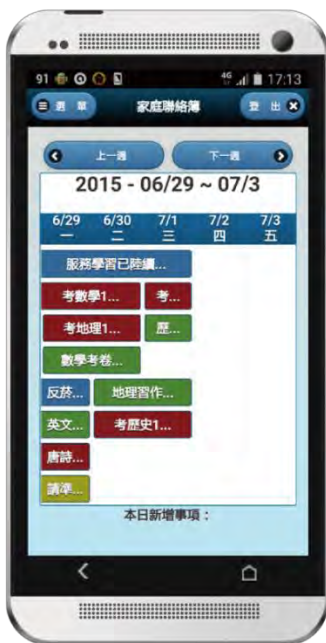 91 4G 17:13
選 單 家庭聯絡簿 登 出
上一週 下一週
2015 - 06/29 ~ 07/3
6/29 6/30 7/1 7/2 7/3
一 二 三 四 五
服務學習已陸續...
考數學1... 考...
考地理1... 歷...
數學考卷...
反菸... 地理習作...
英文... 考歷史1...
唐詩...
請準...
本日新增事項：